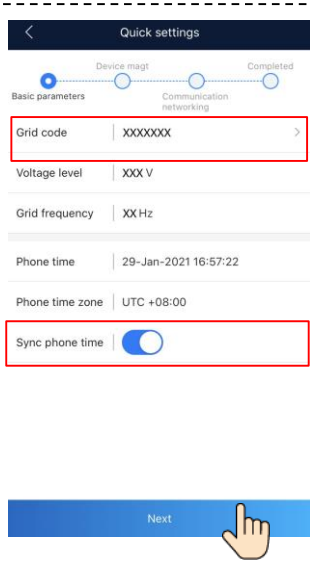 Quick settings
Device magt
Completed
Basic parameters
Communication
networking
Grid code XXXXXXX
Voltage level XXX V
Grid frequency XX Hz
Phone time 29-Jan-2021 16:57:22
Phone time zone UTC +08:00
Sync phone time
Next